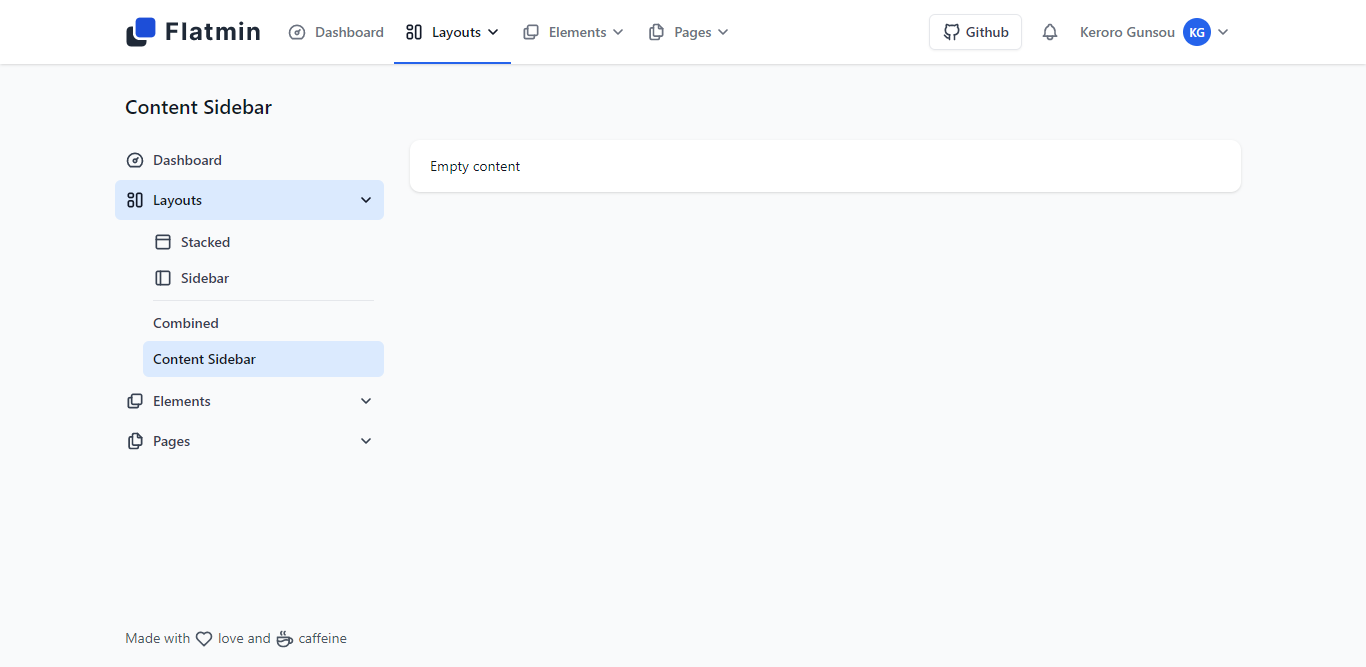 Flatmin Dashboard Layouts Elements Pages Github Keroro Gunsou KG
Content Sidebar
Dashboard
Empty content
Layouts
Stacked
Sidebar
Combined
Content Sidebar
Elements
Pages
Made with love and caffeine